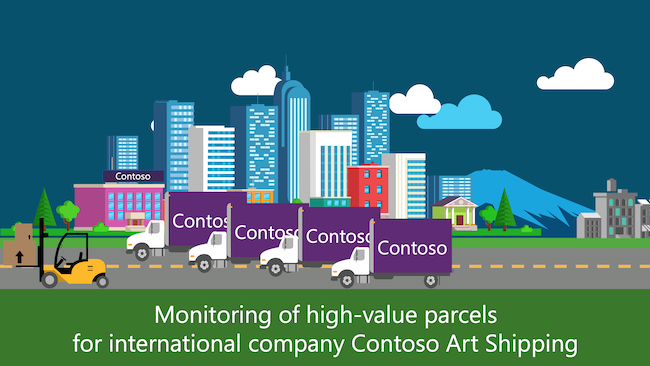 Contoso
Contoso
Contoso
Contoso
Contoso
Monitoring of high-value parcels
for international company Contoso Art Shipping